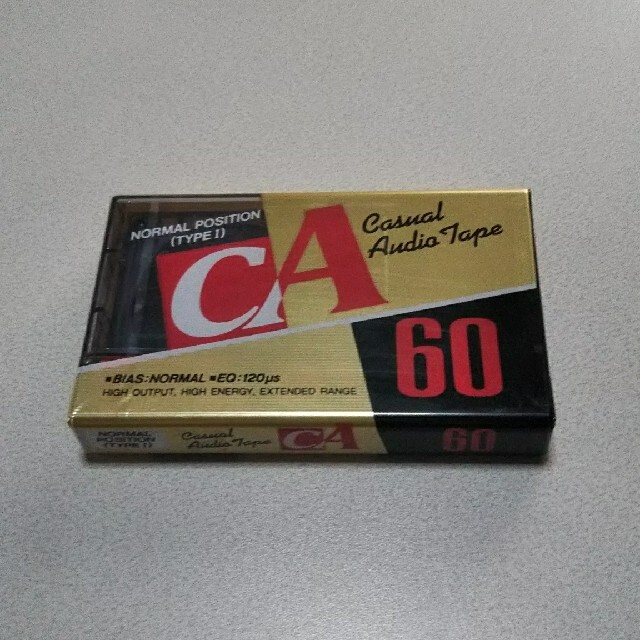 NORMAL POSITION
(TYPE I)
CA
Casual
Audio Tape
60
▪BIAS:NORMAL ▪EQ:120μs
HIGH OUTPUT, HIGH ENERGY, EXTENDED RANGE
NORMAL
POSITION
(TYPE I)
Casual
Audio Tape
CA
60